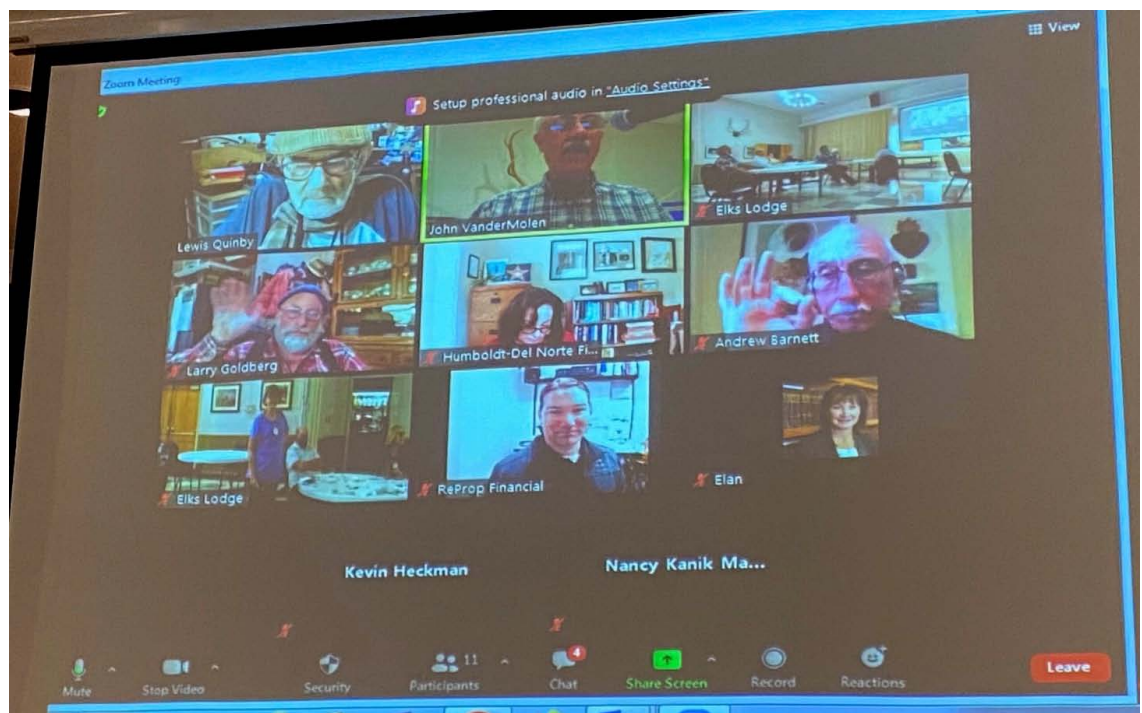 View
Zoom Meeting
Setup professional audio in "Audio Settings"
Lewis Quinby
John VanderMolen
Elks Lodge
Larry Goldberg
Humboldt-Del Norte Fi...
Andrew Barnett
Elks Lodge
ReProp Financial
Elan
Kevin Heckman
Nancy Kanik Ma...
Mute
Stop Video
Security
11
Participants
4
Chat
Share Screen
Record
Reactions
Leave